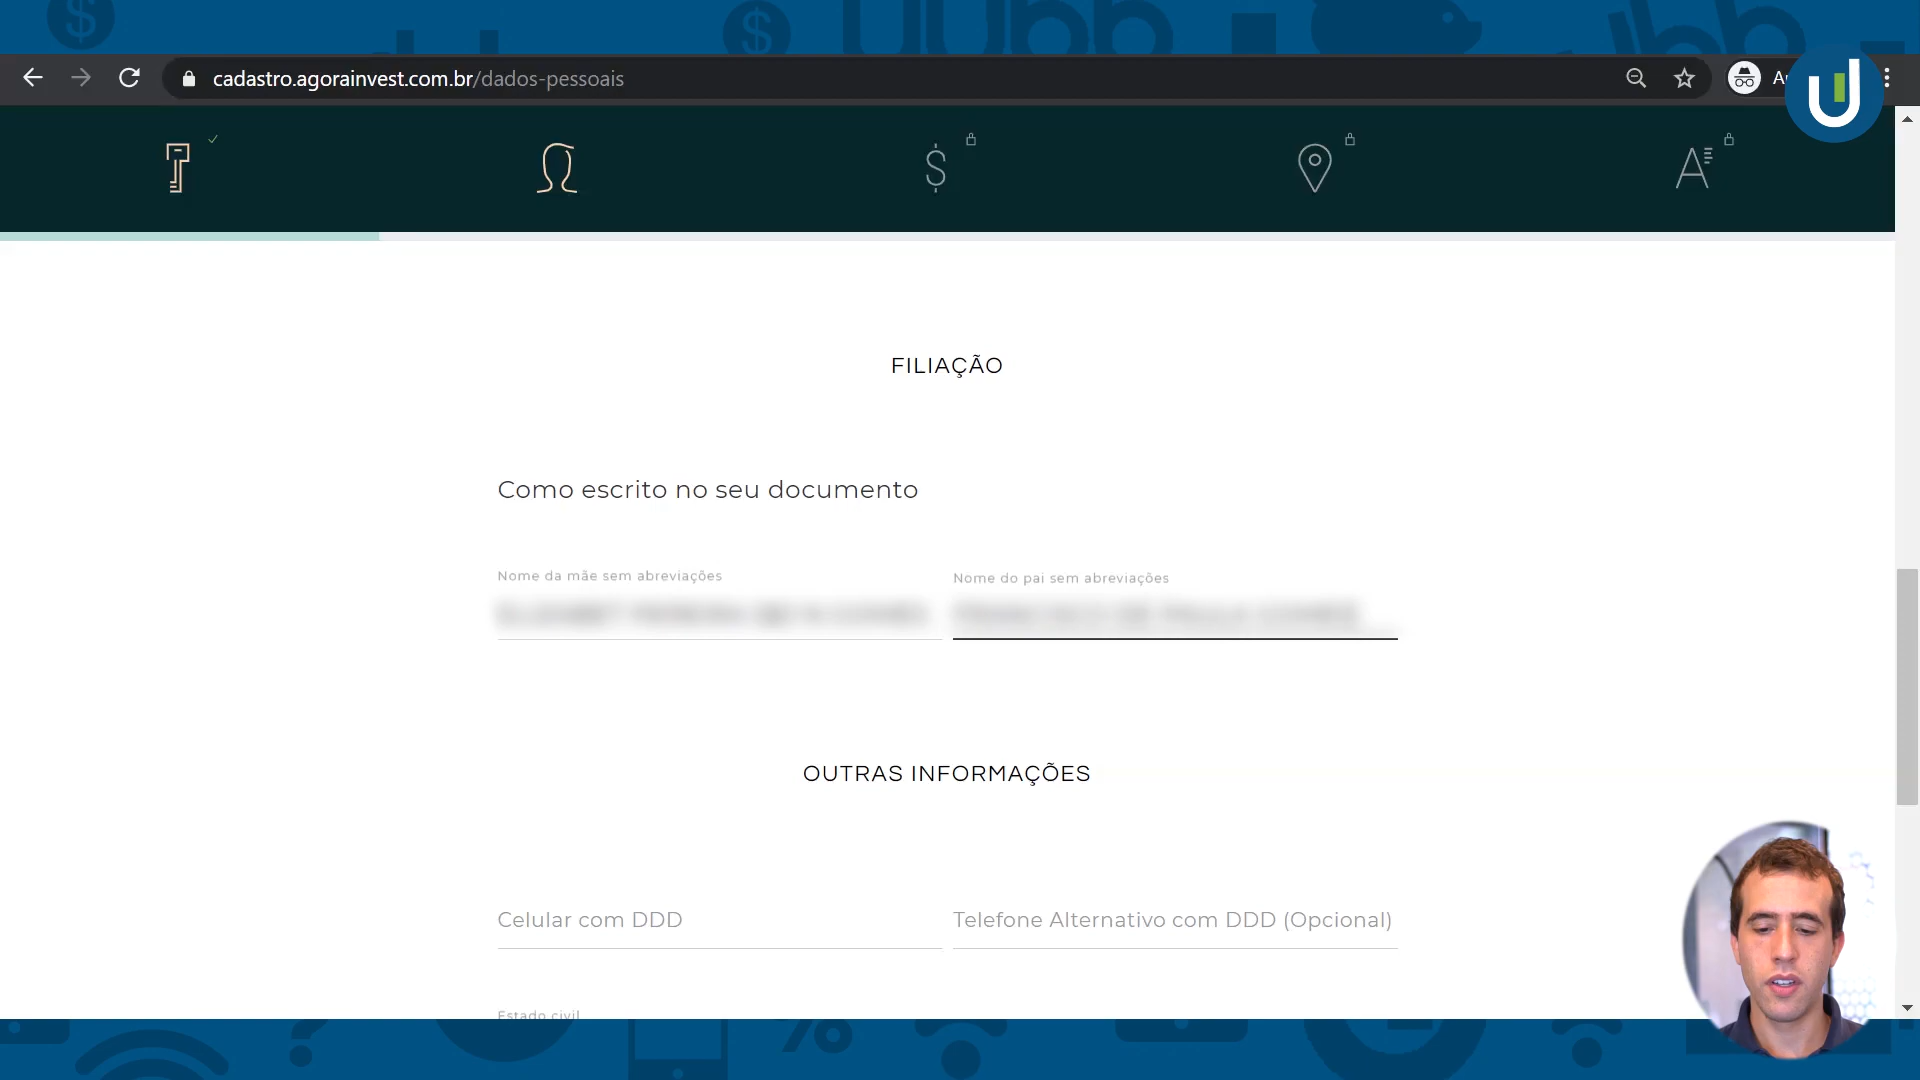 cadastro.agorainvest.com.br/dados-pessoais
FILIAÇÃO
Como escrito no seu documento
Nome da mãe sem abreviações
Nome do pai sem abreviações
OUTRAS INFORMAÇÕES
Celular com DDD
Telefone Alternativo com DDD (Opcional)
Estado civil